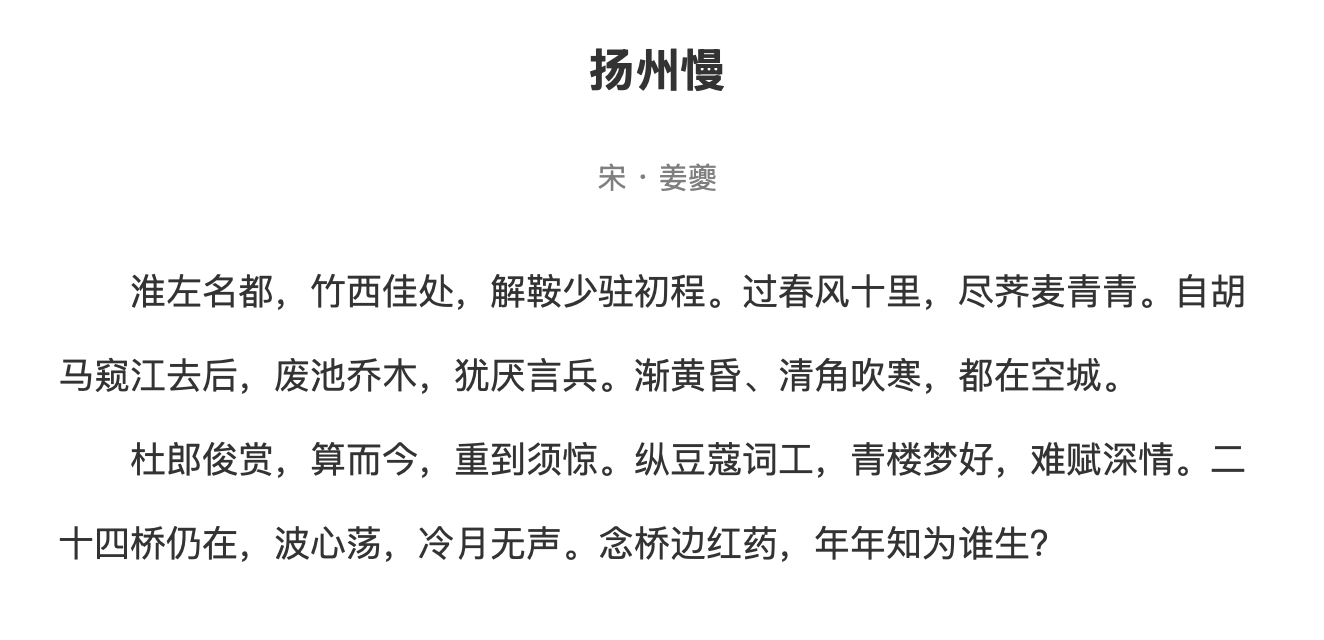 扬州慢
宋 · 姜夔
淮左名都，竹西佳处，解鞍少驻初程。过春风十里，尽荠麦青青。自胡
马窥江去后，废池乔木，犹厌言兵。渐黄昏、清角吹寒，都在空城。
杜郎俊赏，算而今，重到须惊。纵豆蔻词工，青楼梦好，难赋深情。二
十四桥仍在，波心荡，冷月无声。念桥边红药，年年知为谁生？